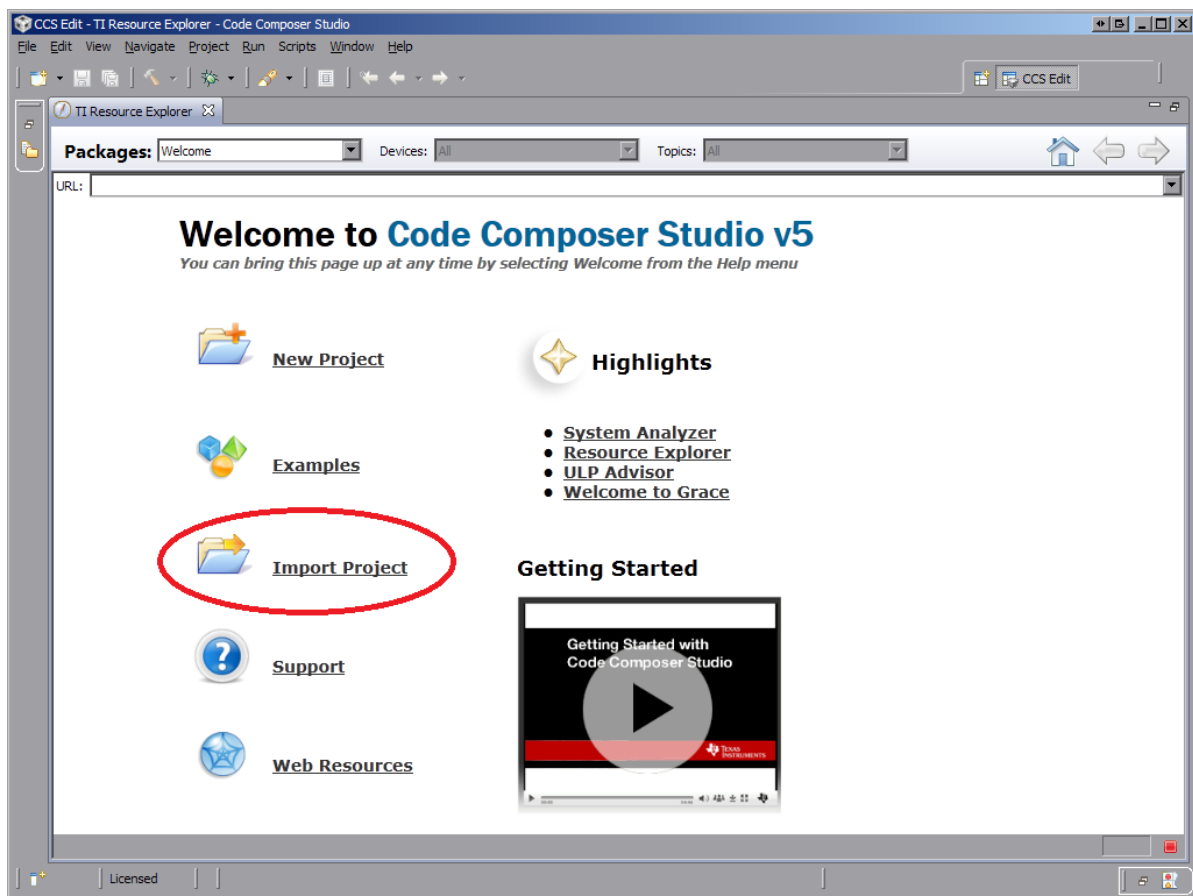 CCS Edit - TI Resource Explorer - Code Composer Studio
File Edit View Navigate Project Run Scripts Window Help
CCS Edit
TI Resource Explorer
Packages: Welcome Devices: All Topics: All
URL:
Welcome to Code Composer Studio v5
You can bring this page up at any time by selecting Welcome from the Help menu
New Project
Examples
Import Project
Support
Web Resources
Highlights
• System Analyzer
• Resource Explorer
• ULP Advisor
• Welcome to Grace
Getting Started
Getting Started with
Code Composer Studio
TEXAS
INSTRUMENTS
Licensed